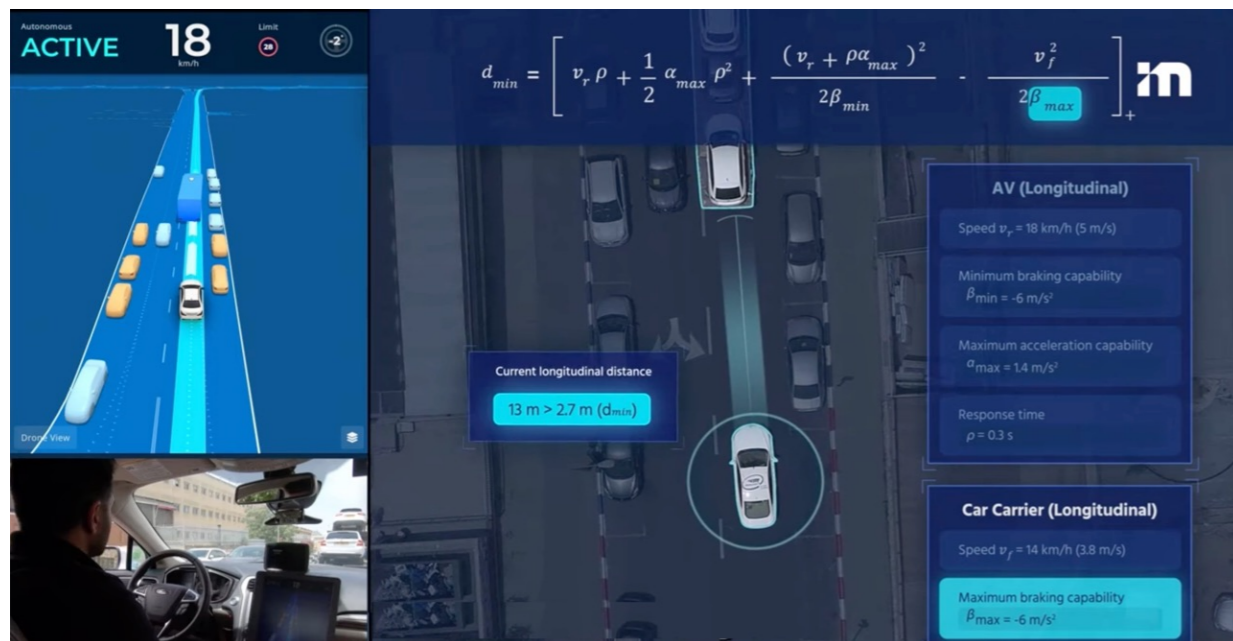 Autonomous
ACTIVE
18
km/h
Limit
28
-2°
d_min = [ v_r ρ + 1/2 α_max ρ² + (v_r + ρα_max)² / 2β_min - v_f² / 2β_max ]_+
im
AV (Longitudinal)
Speed v_r = 18 km/h (5 m/s)
Minimum braking capability
β_min = -6 m/s²
Maximum acceleration capability
α_max = 1.4 m/s²
Response time
ρ = 0.3 s
Current longitudinal distance
13 m > 2.7 m (d_min)
Drone View
Car Carrier (Longitudinal)
Speed v_f = 14 km/h (3.8 m/s)
Maximum braking capability
β_max = -6 m/s²